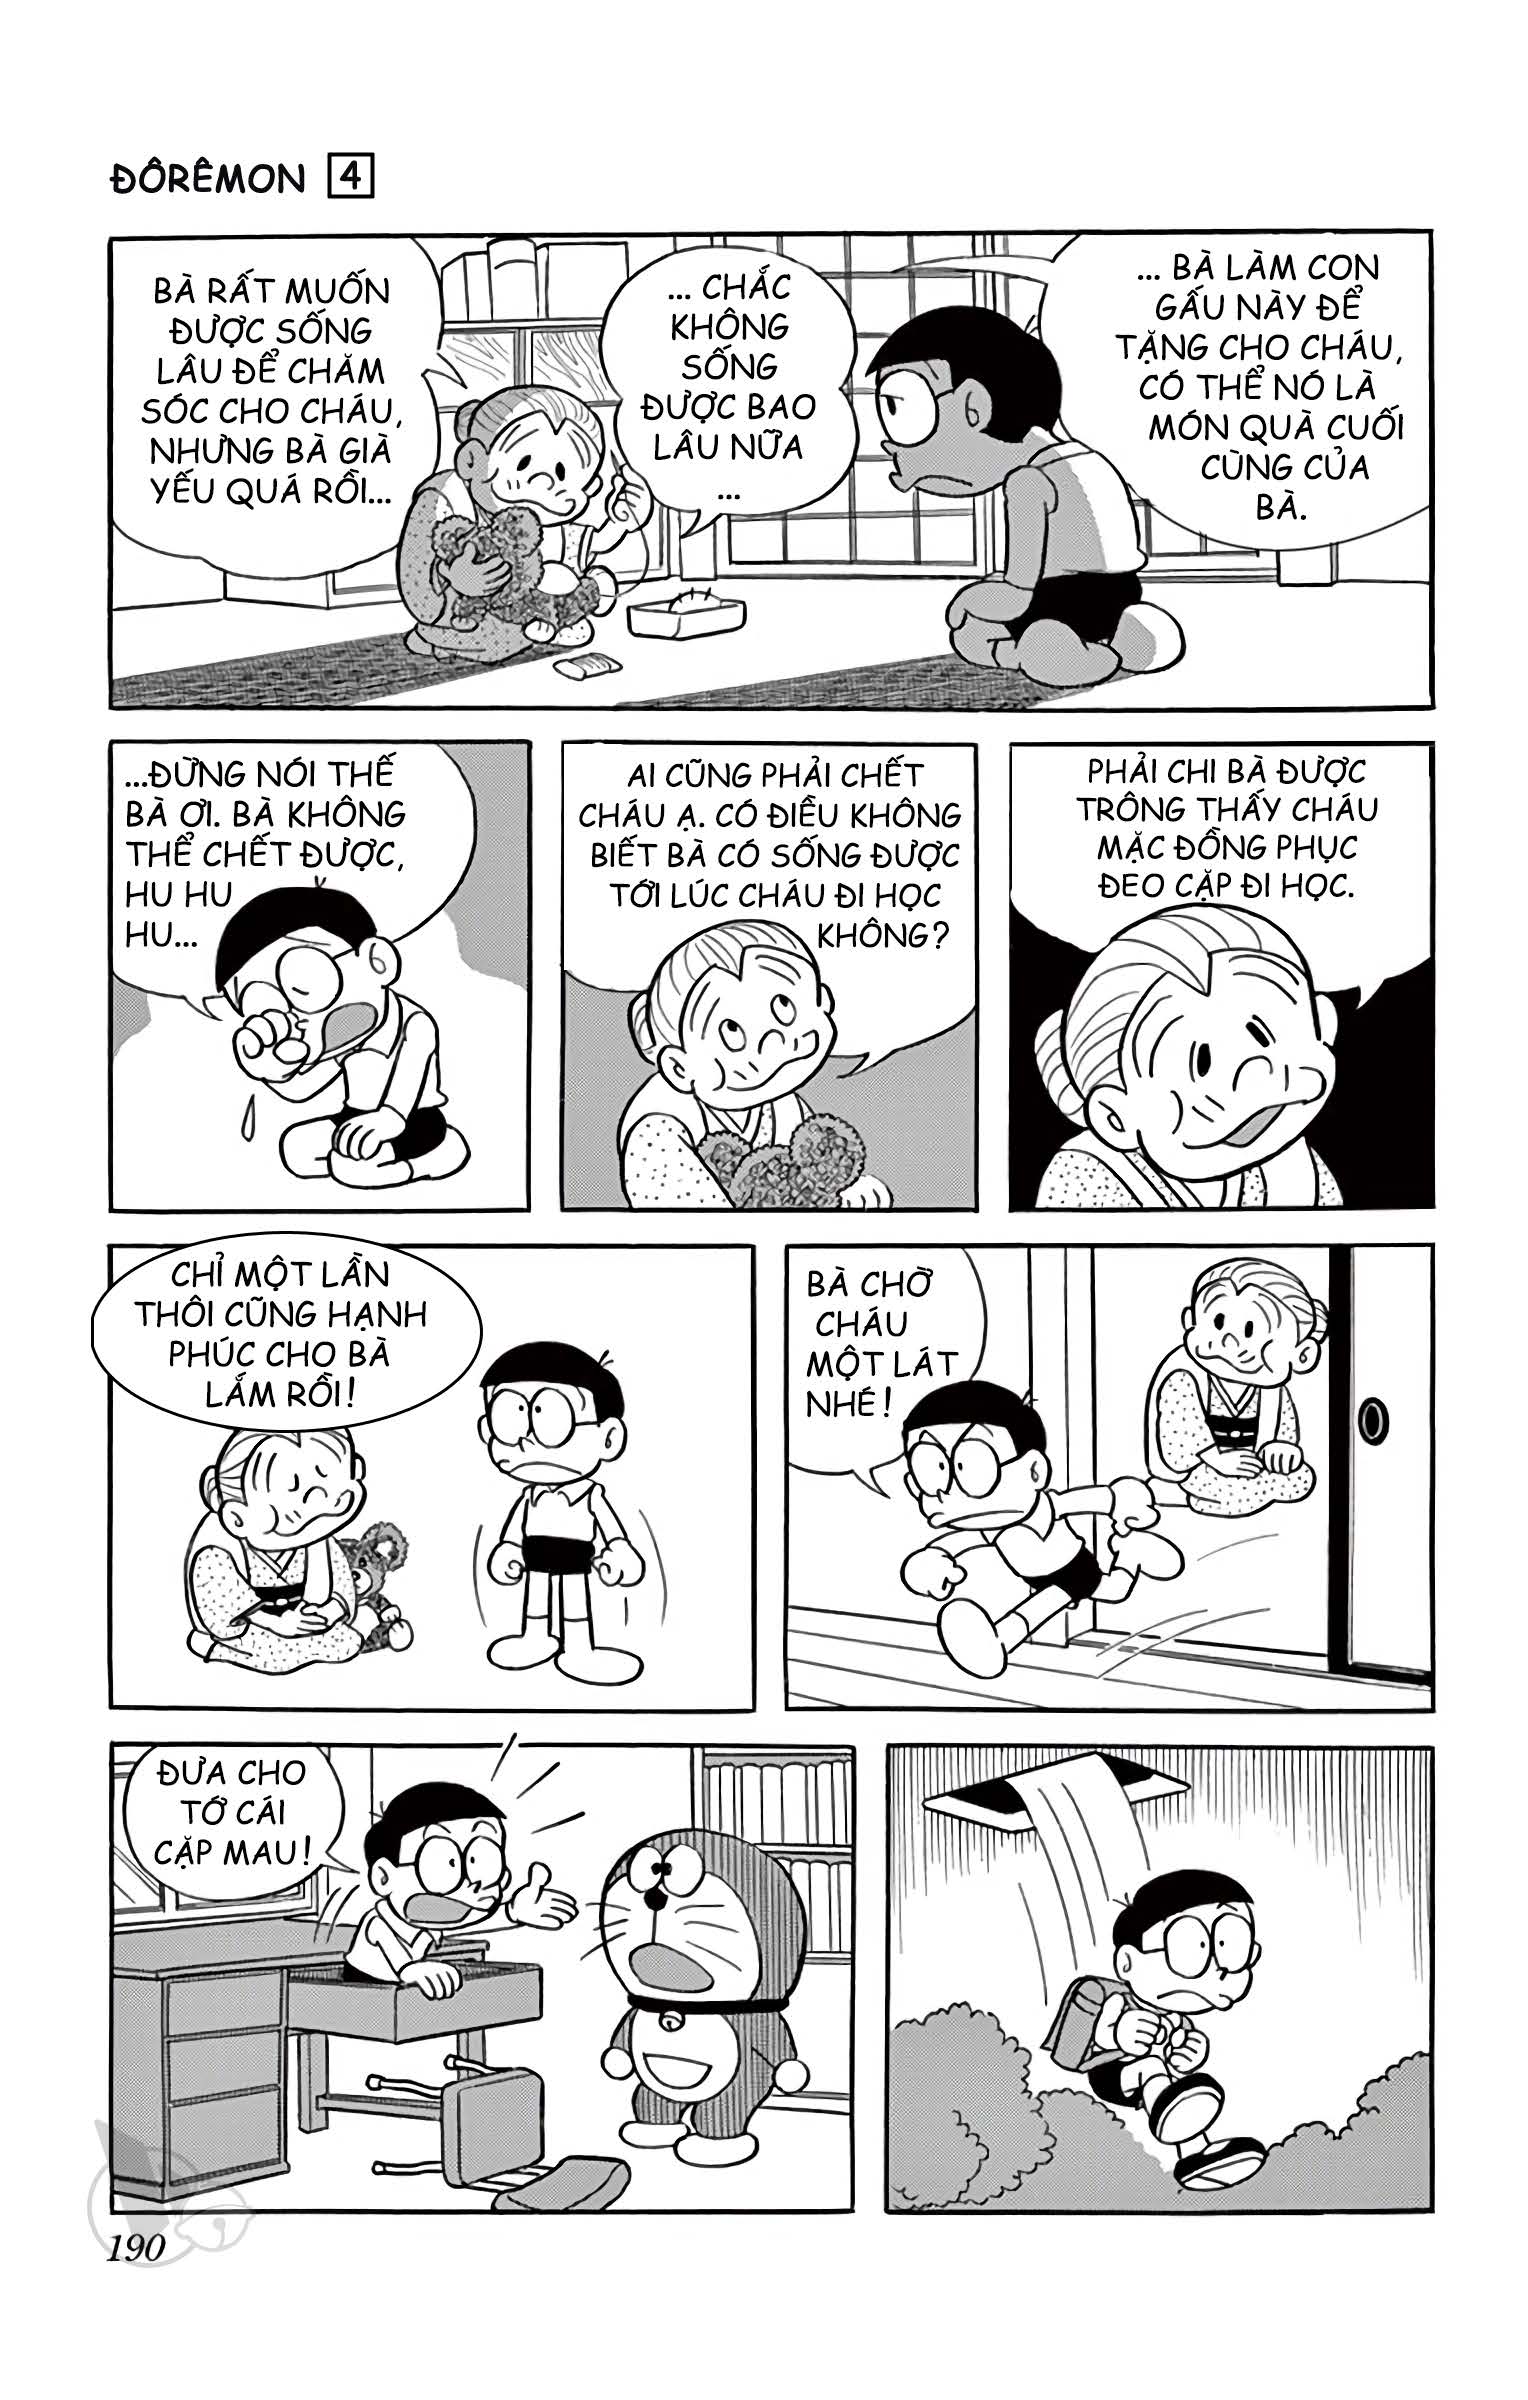 ĐÔRÊMON 4
BÀ RẤT MUỐN
ĐƯỢC SỐNG
LÂU ĐỂ CHĂM
SÓC CHO CHÁU,
NHƯNG BÀ GIÀ
YẾU QUÁ RỒI...
... CHẮC
KHÔNG
SỐNG
ĐƯỢC BAO
LÂU NỮA
...
... BÀ LÀM CON
GẤU NÀY ĐỂ
TẶNG CHO CHÁU,
CÓ THỂ NÓ LÀ
MÓN QUÀ CUỐI
CÙNG CỦA
BÀ.
...ĐỪNG NÓI THẾ
BÀ ƠI. BÀ KHÔNG
THỂ CHẾT ĐƯỢC,
HU HU
HU...
AI CŨNG PHẢI CHẾT
CHÁU Ạ. CÓ ĐIỀU KHÔNG
BIẾT BÀ CÓ SỐNG ĐƯỢC
TỚI LÚC CHÁU ĐI HỌC
KHÔNG?
PHẢI CHI BÀ ĐƯỢC
TRÔNG THẤY CHÁU
MẶC ĐỒNG PHỤC
ĐEO CẶP ĐI HỌC.
CHỈ MỘT LẦN
THÔI CŨNG HẠNH
PHÚC CHO BÀ
LẮM RỒI!
BÀ CHỜ
CHÁU
MỘT LÁT
NHÉ!
ĐƯA CHO
TỚ CÁI
CẶP MAU!
190